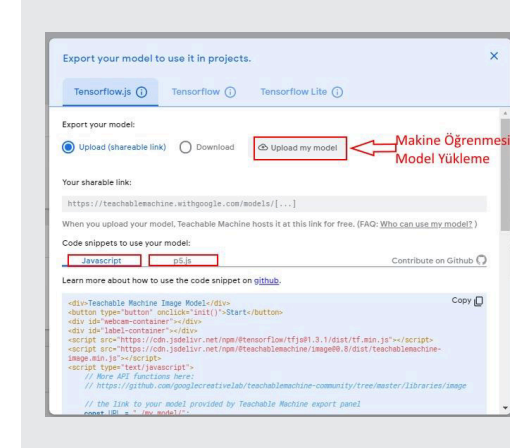 Export your model to use it in projects.
Tensorflow.js Tensorflow Tensorflow Lite
Export your model:
Upload (shareable link) Download Upload my model
Makine Öğrenmesi
Model Yükleme
Your sharable link:
https://teachablemachine.withgoogle.com/models/[...]
When you upload your model, Teachable Machine hosts it at this link for free. (FAQ: Who can use my model? )
Code snippets to use your model:
Javascript p5.js Contribute on Github
Learn more about how to use the code snippet on github.
Copy
<div>Teachable Machine Image Model</div>
<button type="button" onclick="init()">Start</button>
<div id="webcam-container"></div>
<div id="label-container"></div>
<script src="https://cdn.jsdelivr.net/npm/@tensorflow/tfjs@1.3.1/dist/tf.min.js"></script>
<script src="https://cdn.jsdelivr.net/npm/@teachablemachine/image@0.8/dist/teachablemachine-
image.min.js"></script>
<script type="text/javascript">
// More API functions here:
// https://github.com/googlecreativelab/teachablemachine-community/tree/master/libraries/image
// the link to your model provided by Teachable Machine export panel
const URL = "./my_model/";